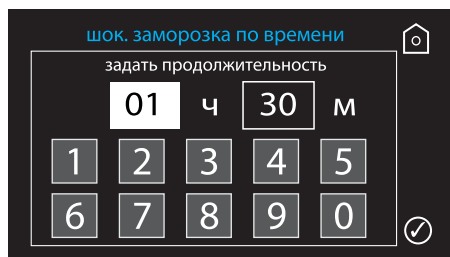 шок. заморозка по времени
задать продолжительность
01 ч 30 м
1 2 3 4 5
6 7 8 9 0